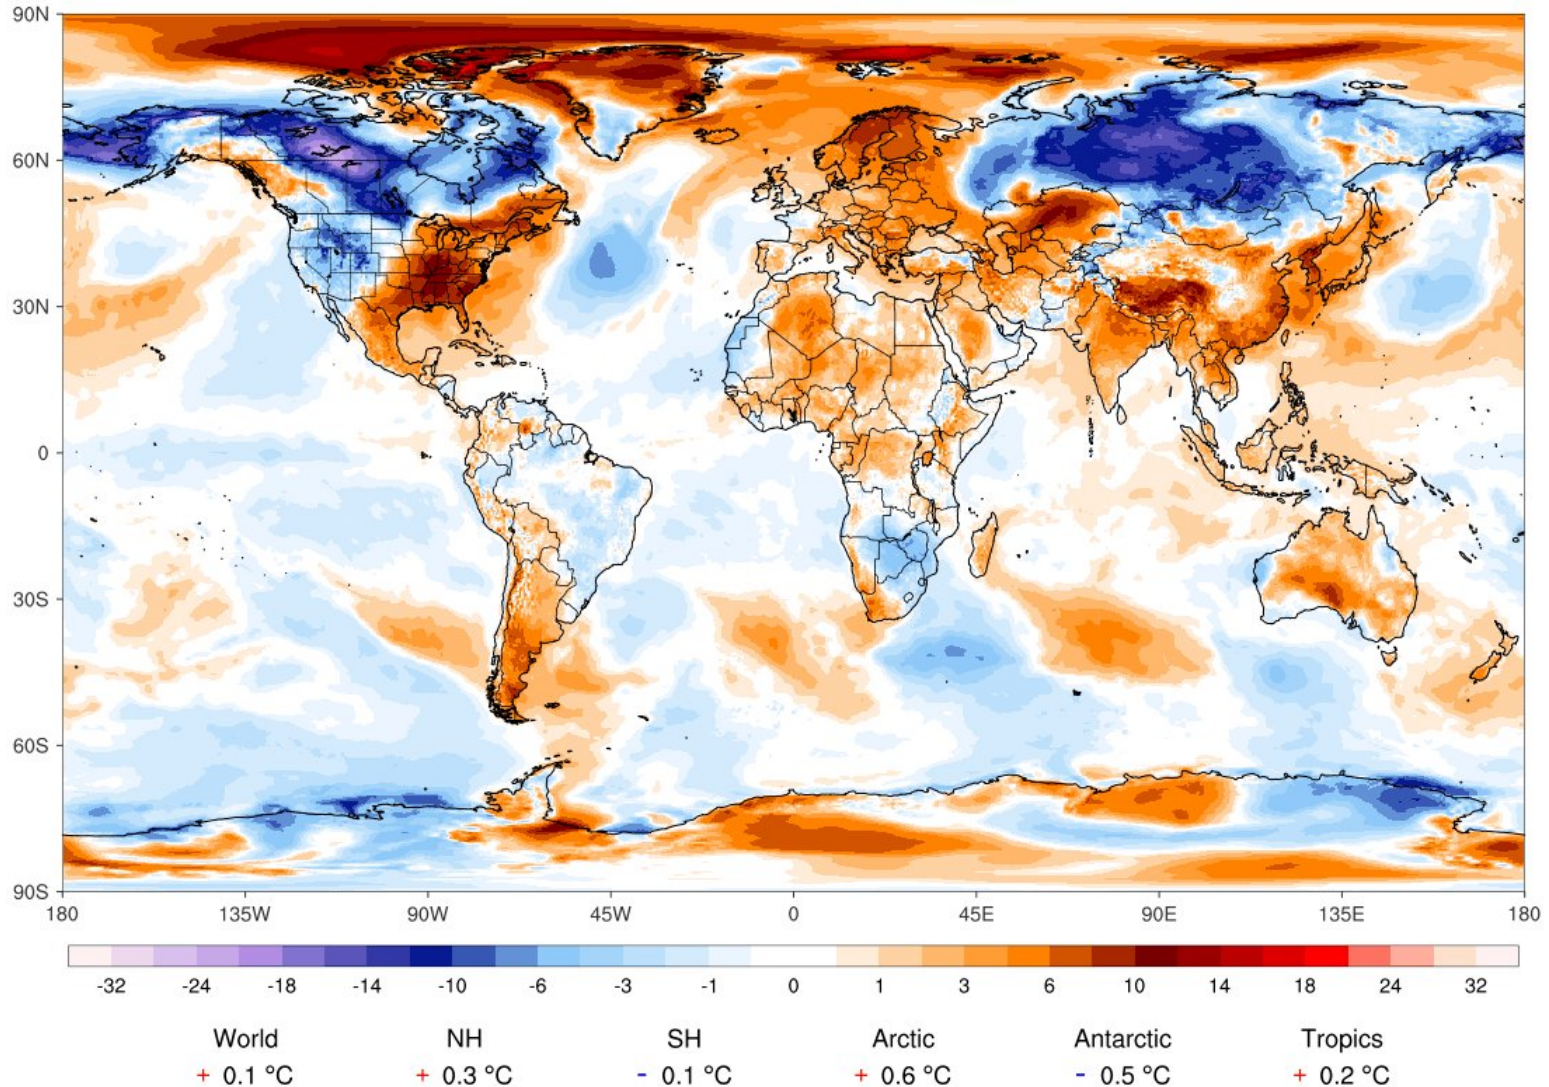 90N
60N
30N
0
30S
60S
90S
180 135W 90W 45W 0 45E 90E 135E 180
-32 -24 -18 -14 -10 -6 -3 -1 0 1 3 6 10 14 18 24 32
World NH SH Arctic Antarctic Tropics
+ 0.1 °C + 0.3 °C - 0.1 °C + 0.6 °C - 0.5 °C + 0.2 °C